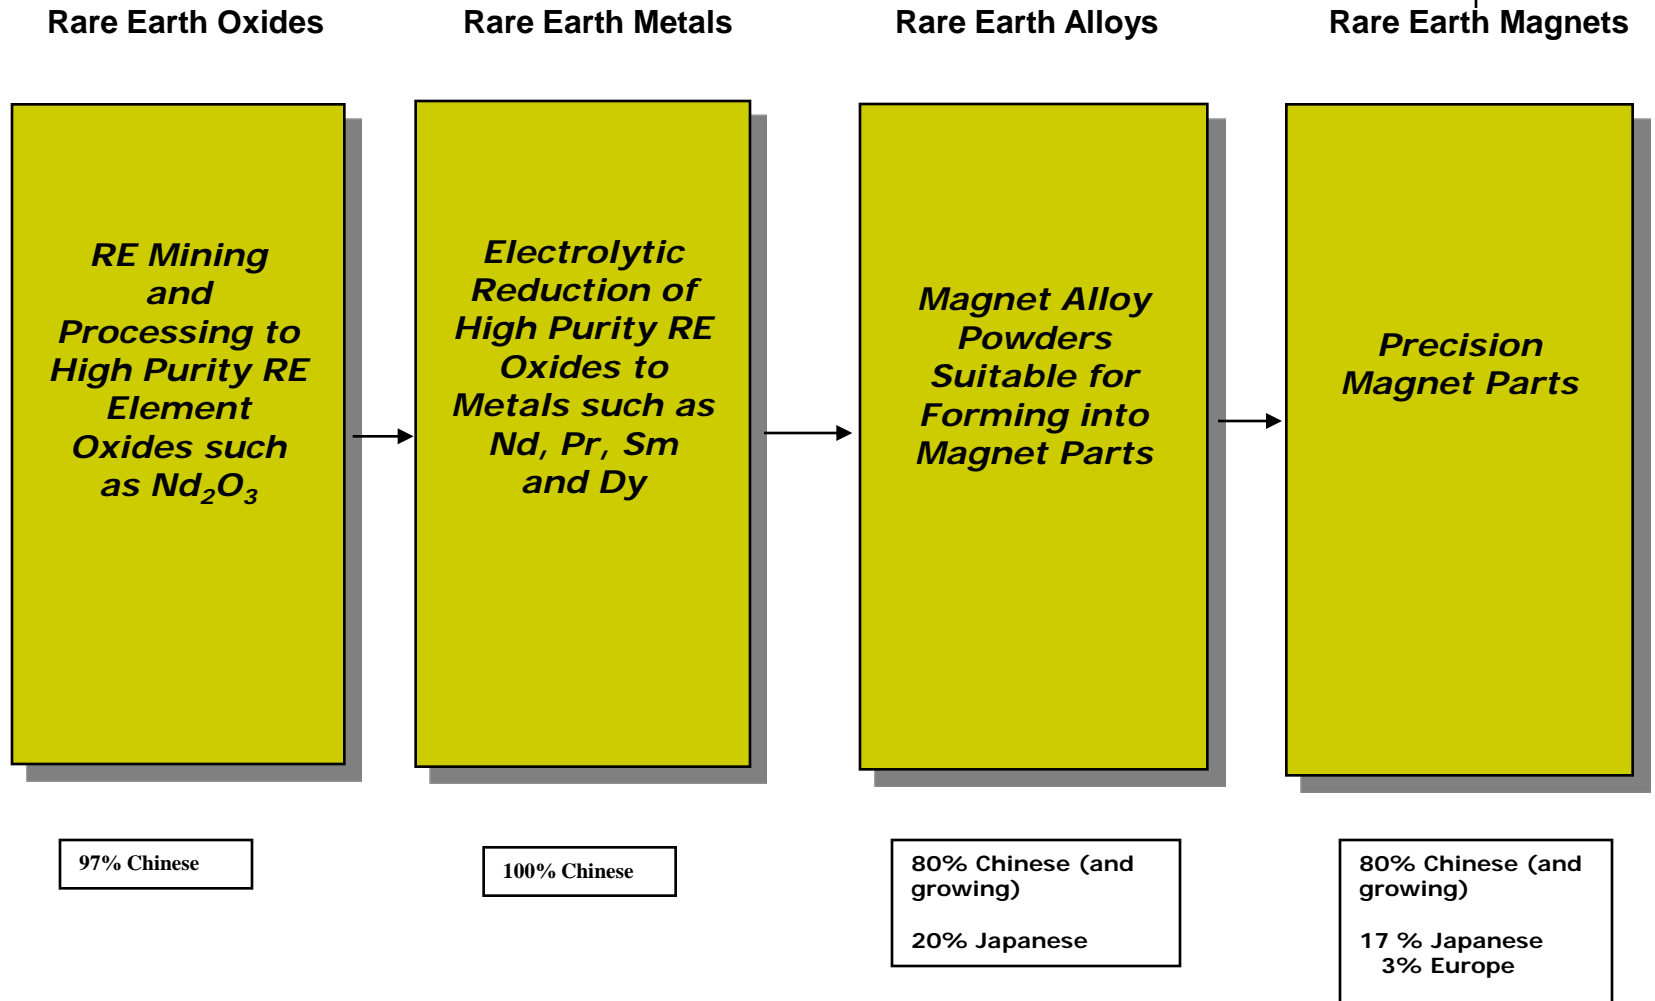 Rare Earth Oxides
Rare Earth Metals
Rare Earth Alloys
Rare Earth Magnets
RE Mining
and
Processing to
High Purity RE
Element
Oxides such
as Nd₂O₃
Electrolytic
Reduction of
High Purity RE
Oxides to
Metals such as
Nd, Pr, Sm
and Dy
Magnet Alloy
Powders
Suitable for
Forming into
Magnet Parts
Precision
Magnet Parts
97% Chinese
100% Chinese
80% Chinese (and
growing)
20% Japanese
80% Chinese (and
growing)
17 % Japanese
3% Europe